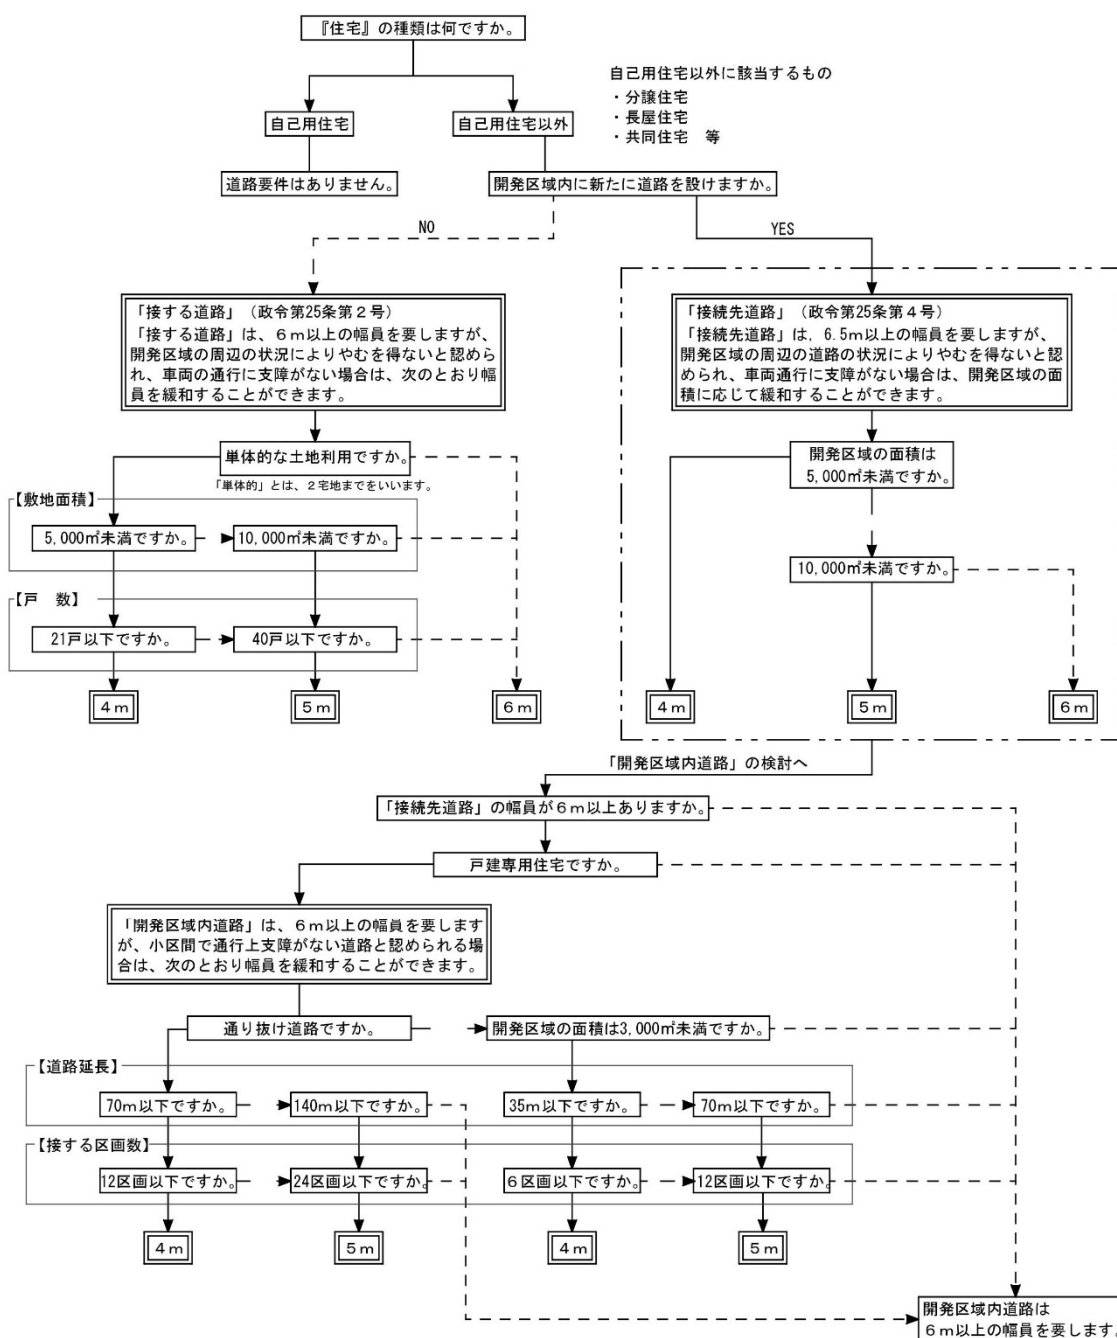 『住宅』の種類は何ですか。
自己用住宅以外に該当するもの
・分譲住宅
・長屋住宅
・共同住宅　等
自己用住宅
自己用住宅以外
道路要件はありません。
開発区域内に新たに道路を設けますか。
NO
YES
「接する道路」（政令第25条第２号）
「接する道路」は、６ｍ以上の幅員を要しますが、
開発区域の周辺の状況によりやむを得ないと認めら
れ、車両の通行に支障がない場合は、次のとおり幅
員を緩和することができます。
「接続先道路」（政令第25条第４号）
「接続先道路」は, 6.5ｍ以上の幅員を要しますが、
開発区域の周辺の道路の状況によりやむを得ないと認
められ、車両通行に支障がない場合は、開発区域の面
積に応じて緩和することができます。
単体的な土地利用ですか。
「単体的」とは、２宅地までをいいます。
開発区域の面積は
5,000㎡未満ですか。
【敷地面積】
5,000㎡未満ですか。
10,000㎡未満ですか。
10,000㎡未満ですか。
【戸　数】
21戸以下ですか。
40戸以下ですか。
４ｍ
５ｍ
６ｍ
４ｍ
５ｍ
６ｍ
「開発区域内道路」の検討へ
「接続先道路」の幅員が６ｍ以上ありますか。
戸建専用住宅ですか。
「開発区域内道路」は、６ｍ以上の幅員を要します
が、小区間で通行上支障がない道路と認められる場
合は、次のとおり幅員を緩和することができます。
通り抜け道路ですか。
開発区域の面積は3,000㎡未満ですか。
【道路延長】
70ｍ以下ですか。
140ｍ以下ですか。
35ｍ以下ですか。
70ｍ以下ですか。
【接する区画数】
12区画以下ですか。
24区画以下ですか。
６区画以下ですか。
12区画以下ですか。
４ｍ
５ｍ
４ｍ
５ｍ
開発区域内道路は
６ｍ以上の幅員を要します。